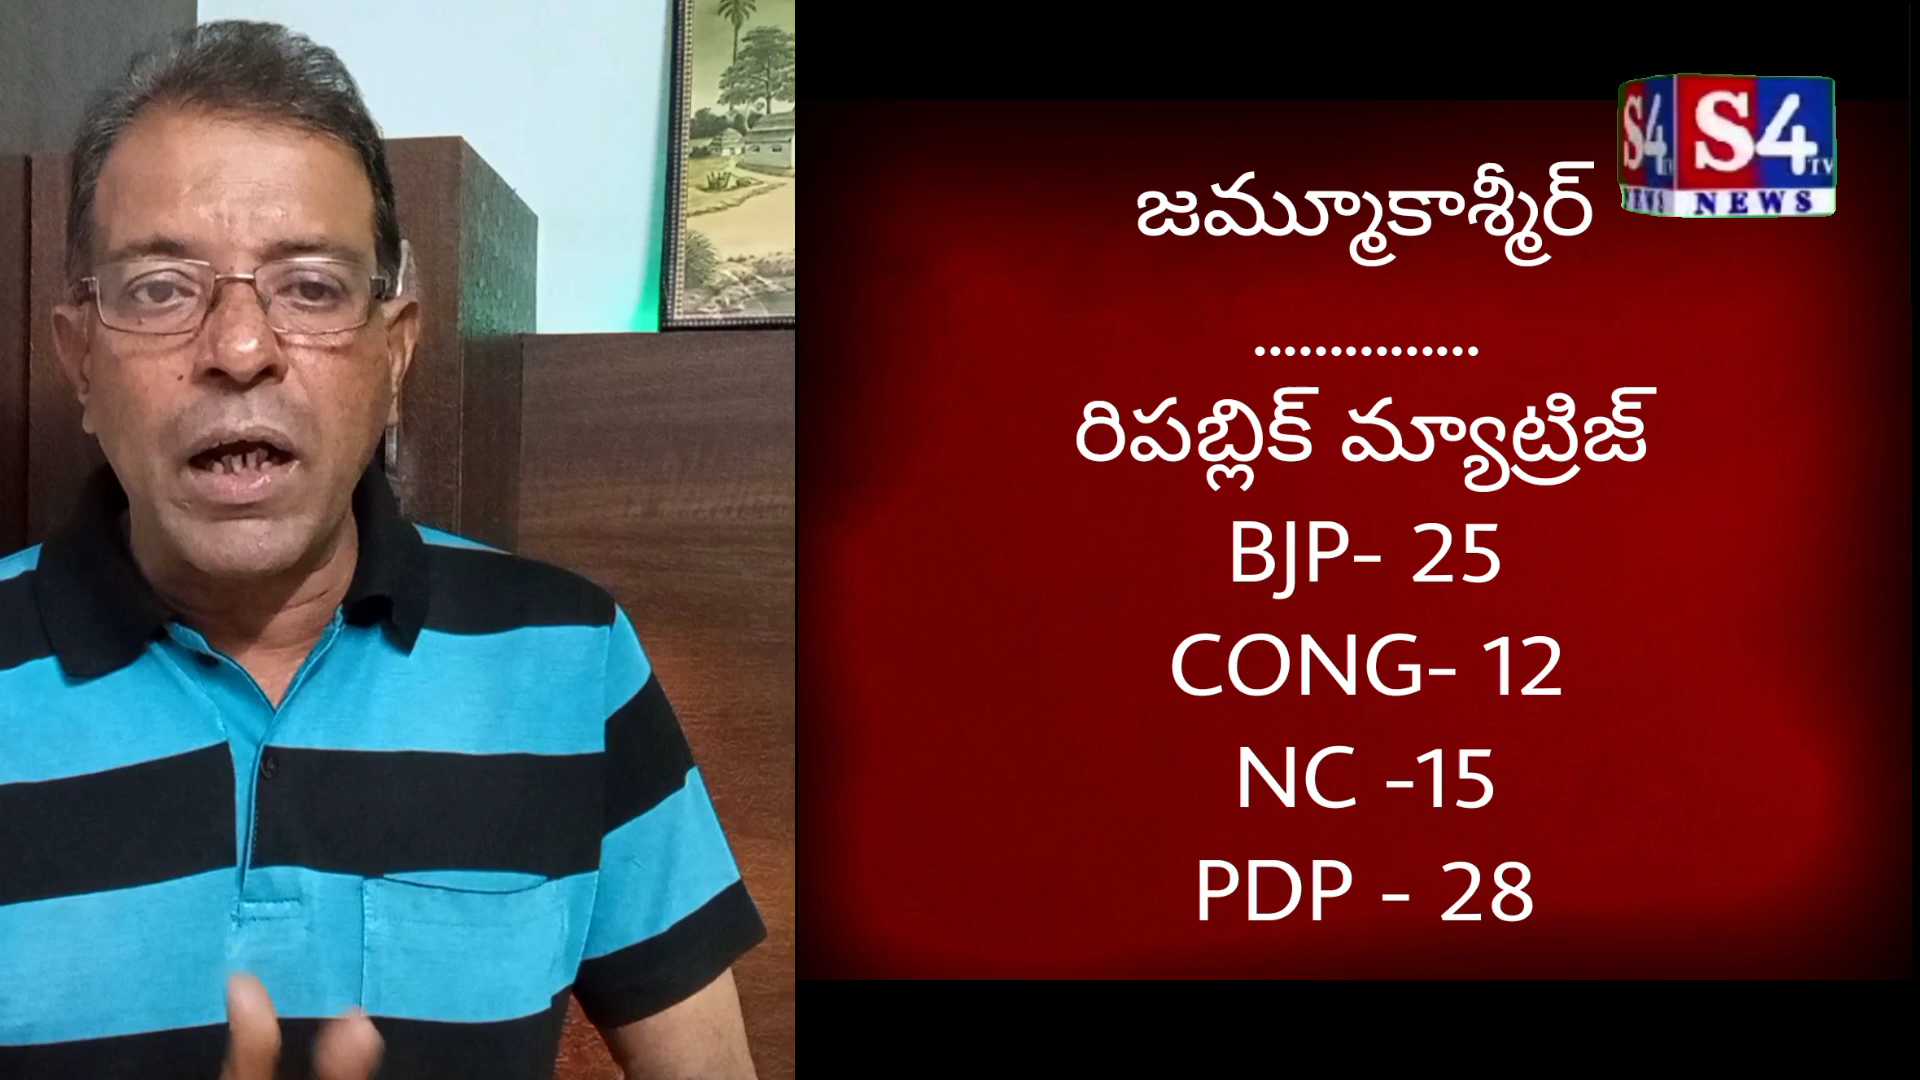 S4 S4 TV
NEWS NEWS
జమ్మూకాశ్మీర్
...............
రిపబ్లిక్ మ్యాట్రిజ్
BJP- 25
CONG- 12
NC -15
PDP - 28